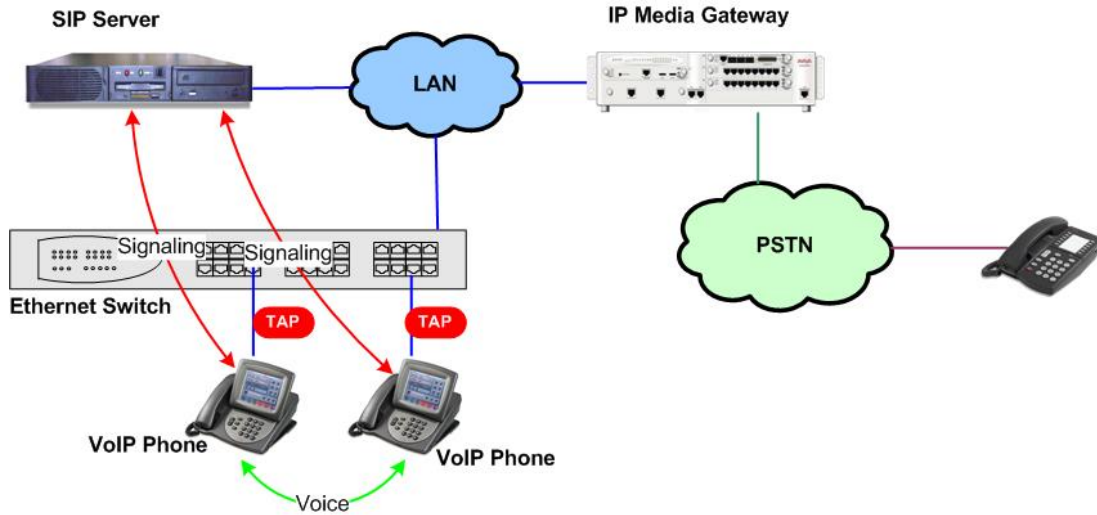 SIP Server
IP Media Gateway
LAN
Signaling
Signaling
PSTN
Ethernet Switch
TAP
TAP
VoIP Phone
VoIP Phone
Voice